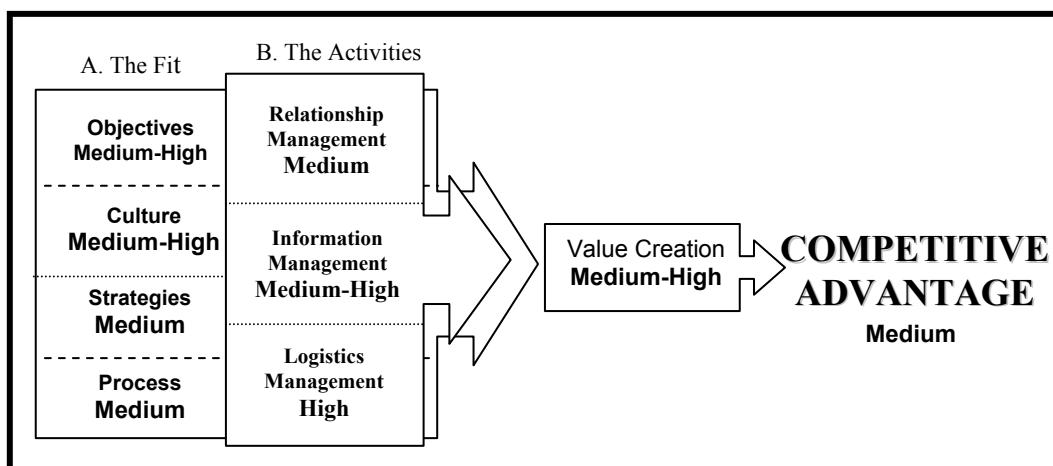 A. The Fit
Objectives
Medium-High
Culture
Medium-High
Strategies
Medium
Process
Medium
B. The Activities
Relationship
Management
Medium
Information
Management
Medium-High
Logistics
Management
High
Value Creation
Medium-High
COMPETITIVE
ADVANTAGE
Medium